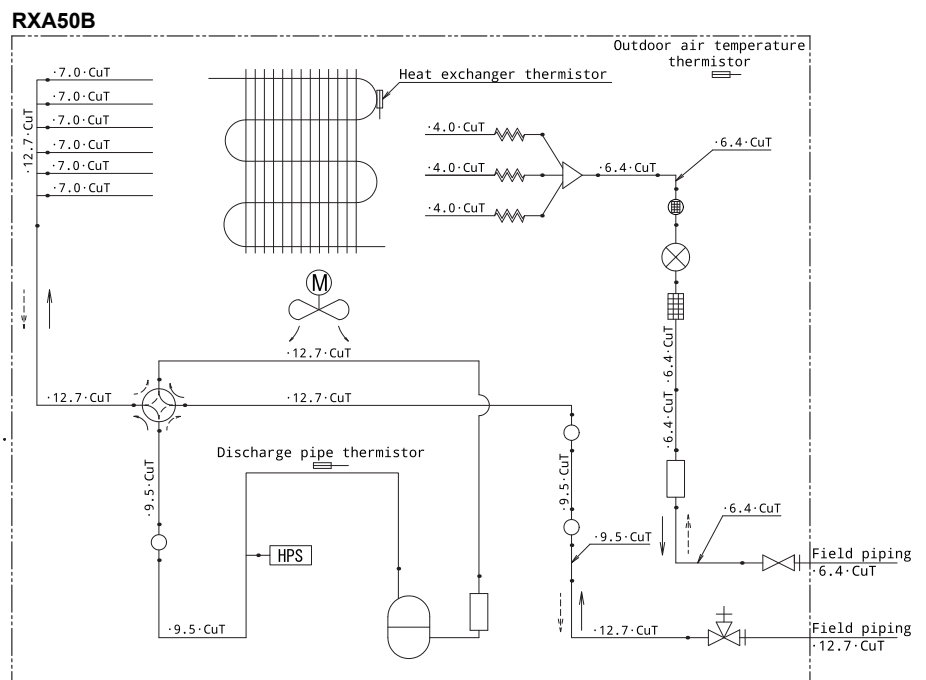 RXA50B
Outdoor air temperature
thermistor
·7.0·CuT
Heat exchanger thermistor
·7.0·CuT
·7.0·CuT
·4.0·CuT
·12.7·CuT
·6.4·CuT
·7.0·CuT
·7.0·CuT
·4.0·CuT
·6.4·CuT
·7.0·CuT
·4.0·CuT
M
·12.7·CuT
·6.4·CuT
·12.7·CuT
·12.7·CuT
·6.4·CuT
Discharge pipe thermistor
·9.5·CuT
·9.5·CuT
·6.4·CuT
·9.5·CuT
HPS
Field piping
·6.4·CuT
·9.5·CuT
·12.7·CuT
Field piping
·12.7·CuT